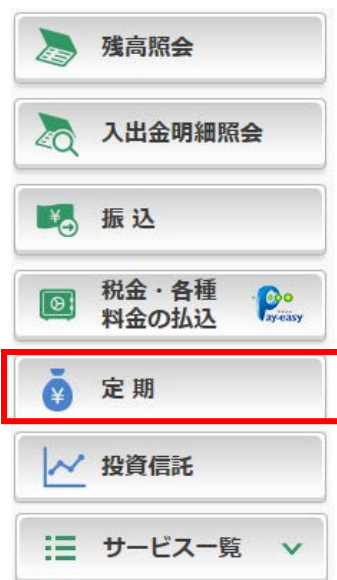 残高照会
入出金明細照会
振込
税金・各種
料金の払込
Pay-easy
定期
投資信託
サービス一覧